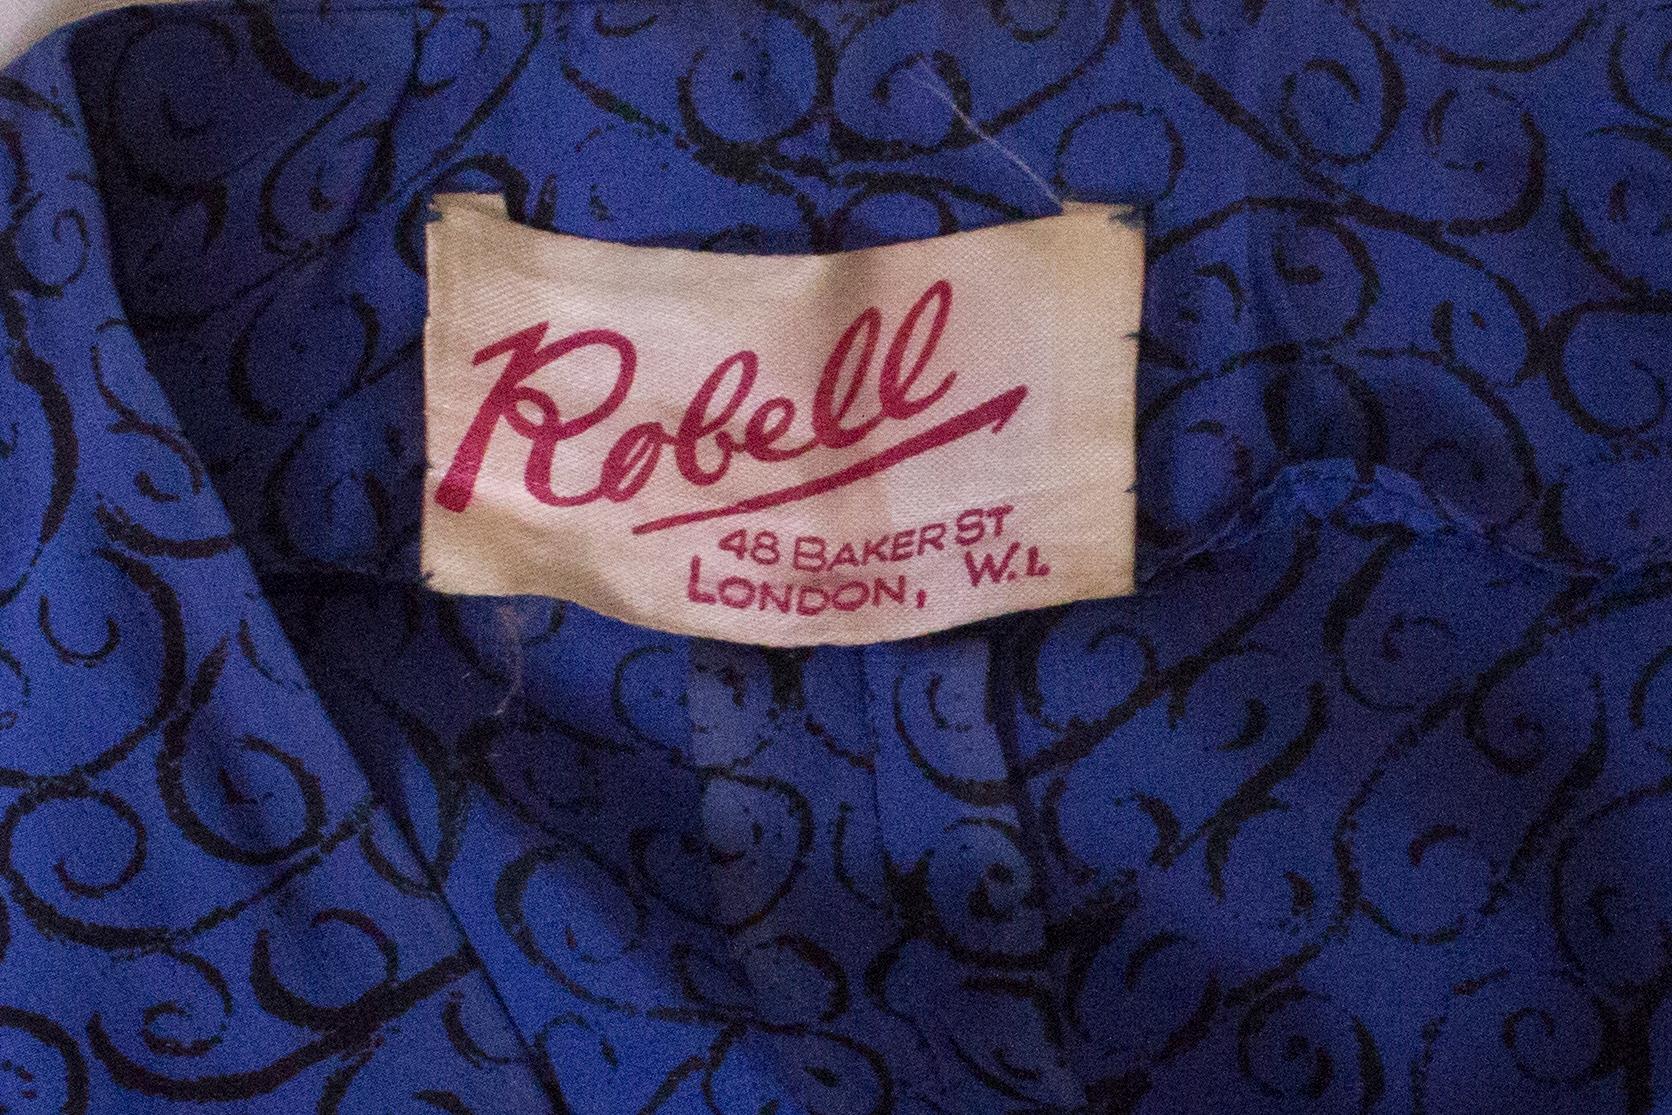 Robell
48 BAKER ST
LONDON, W.1.